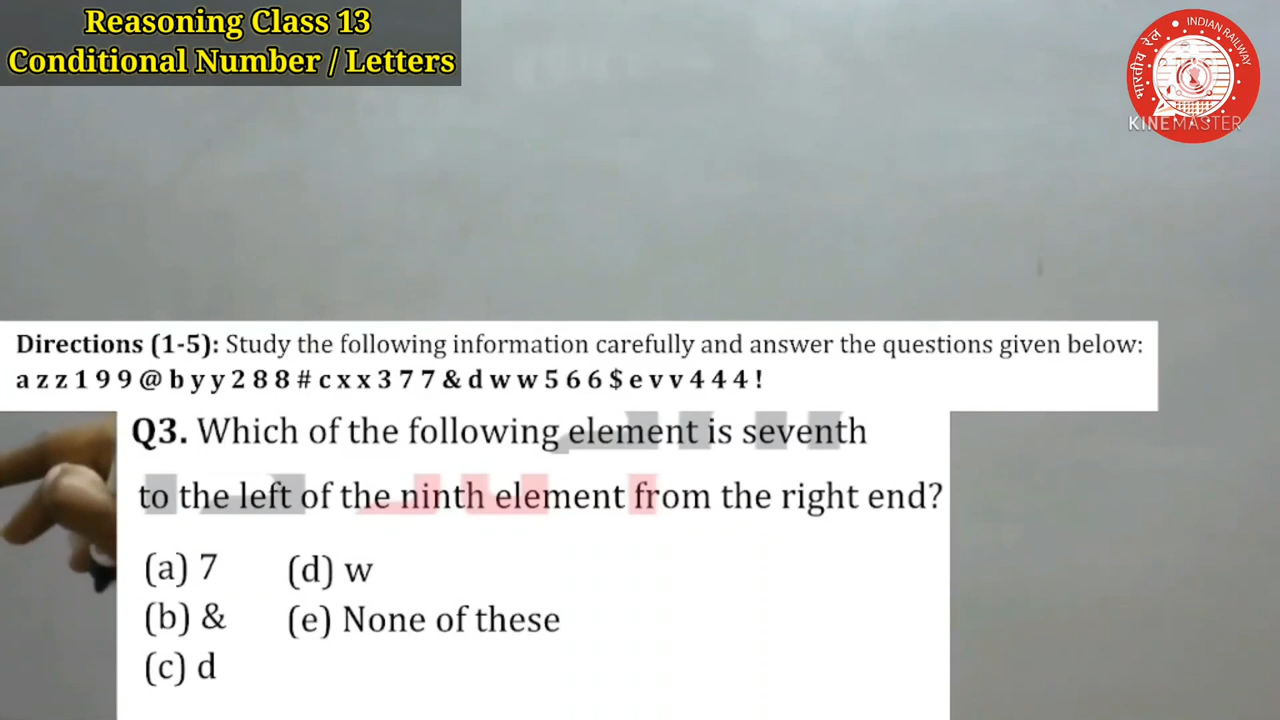 Reasoning Class 13
Conditional Number / Letters
भारतीय रेल
INDIAN RAILWAY
KINEMASTER
Directions (1-5): Study the following information carefully and answer the questions given below:
a z z 1 9 9 @ b y y 2 8 8 # c x x 3 7 7 & d w w 5 6 6 $ e v v 4 4 4 !
Q3. Which of the following element is seventh
to the left of the ninth element from the right end?
(a) 7 (d) w
(b) & (e) None of these
(c) d